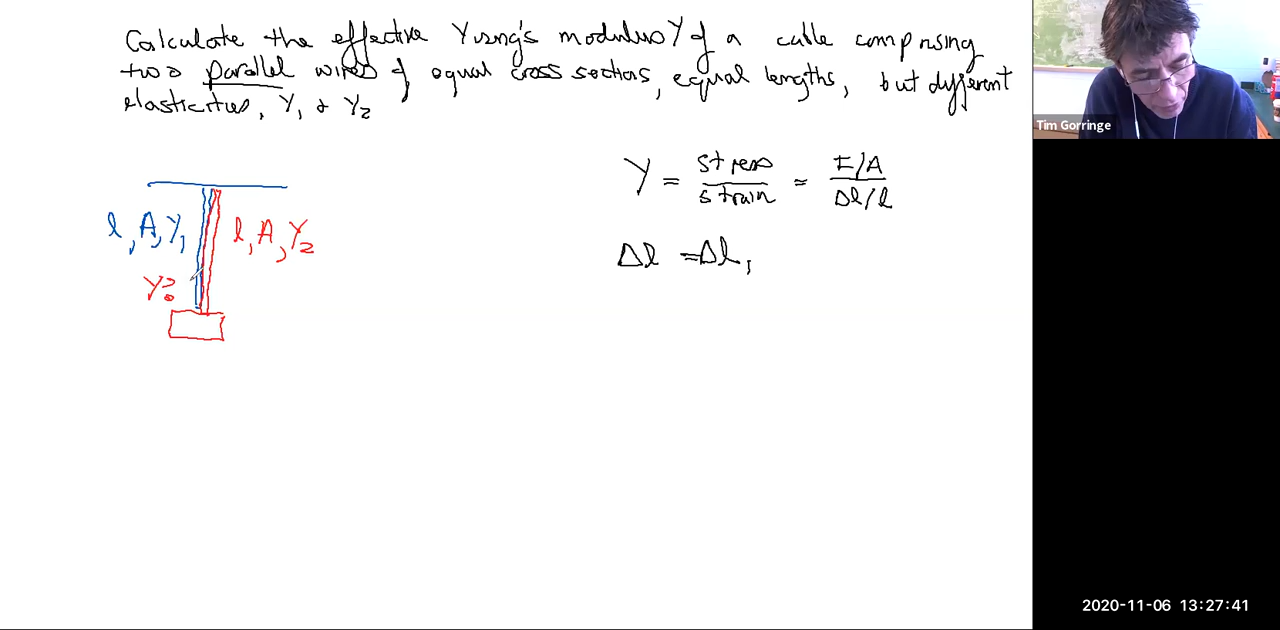 Calculate the effective Young's modulus Y of a cable comprising
two parallel wires of equal cross sections, equal lengths, but different
elasticities, Y₁ & Y₂
Tim Gorringe
Y = stress/strain = F/A / Δl/l
l, A, Y₁
l, A, Y₂
Δl = Δl₁
Y?
2020-11-06 13:27:41